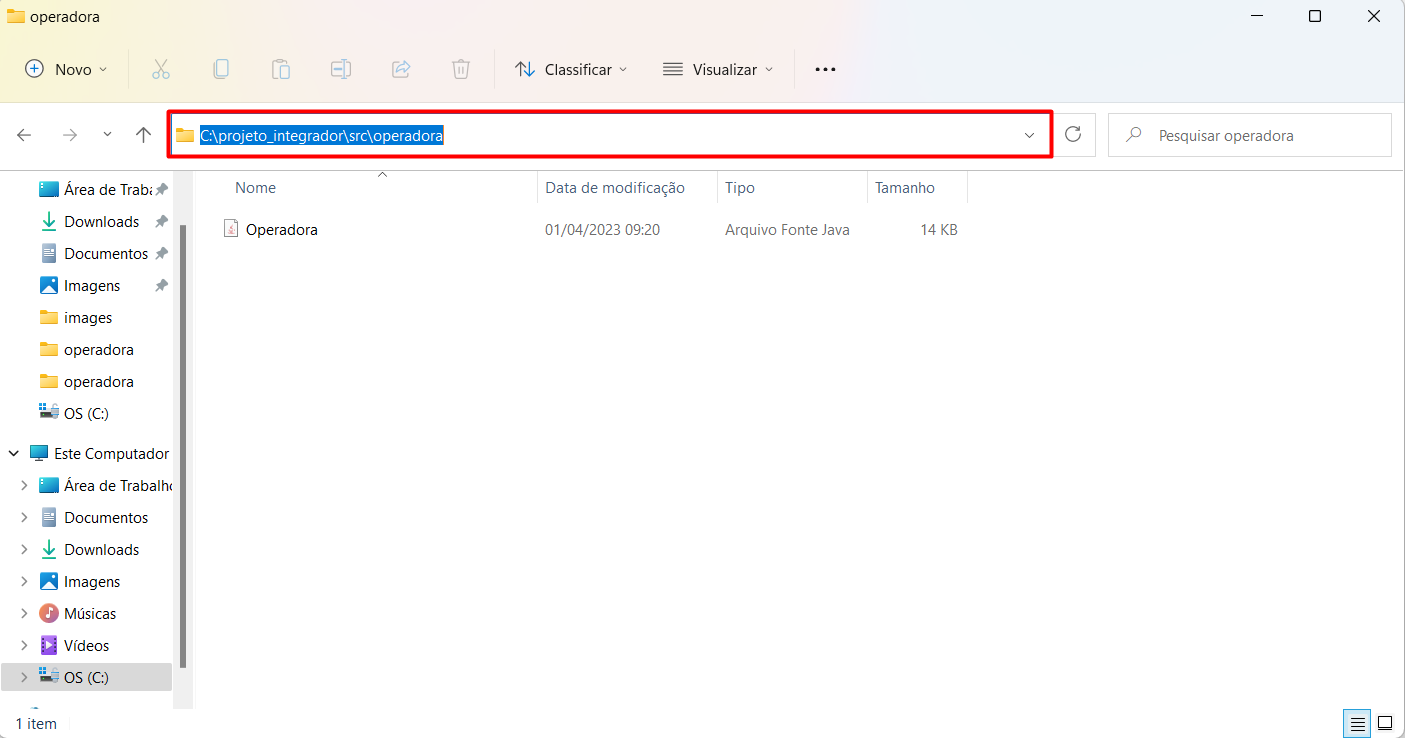 operadora
Novo
Classificar
Visualizar
C:\projeto_integrador\src\operadora
Pesquisar operadora
Área de Traba
Downloads
Documentos
Imagens
images
operadora
operadora
OS (C:)
Este Computador
Área de Trabalho
Documentos
Downloads
Imagens
Músicas
Vídeos
OS (C:)
Nome Data de modificação Tipo Tamanho
Operadora 01/04/2023 09:20 Arquivo Fonte Java 14 KB
1 item